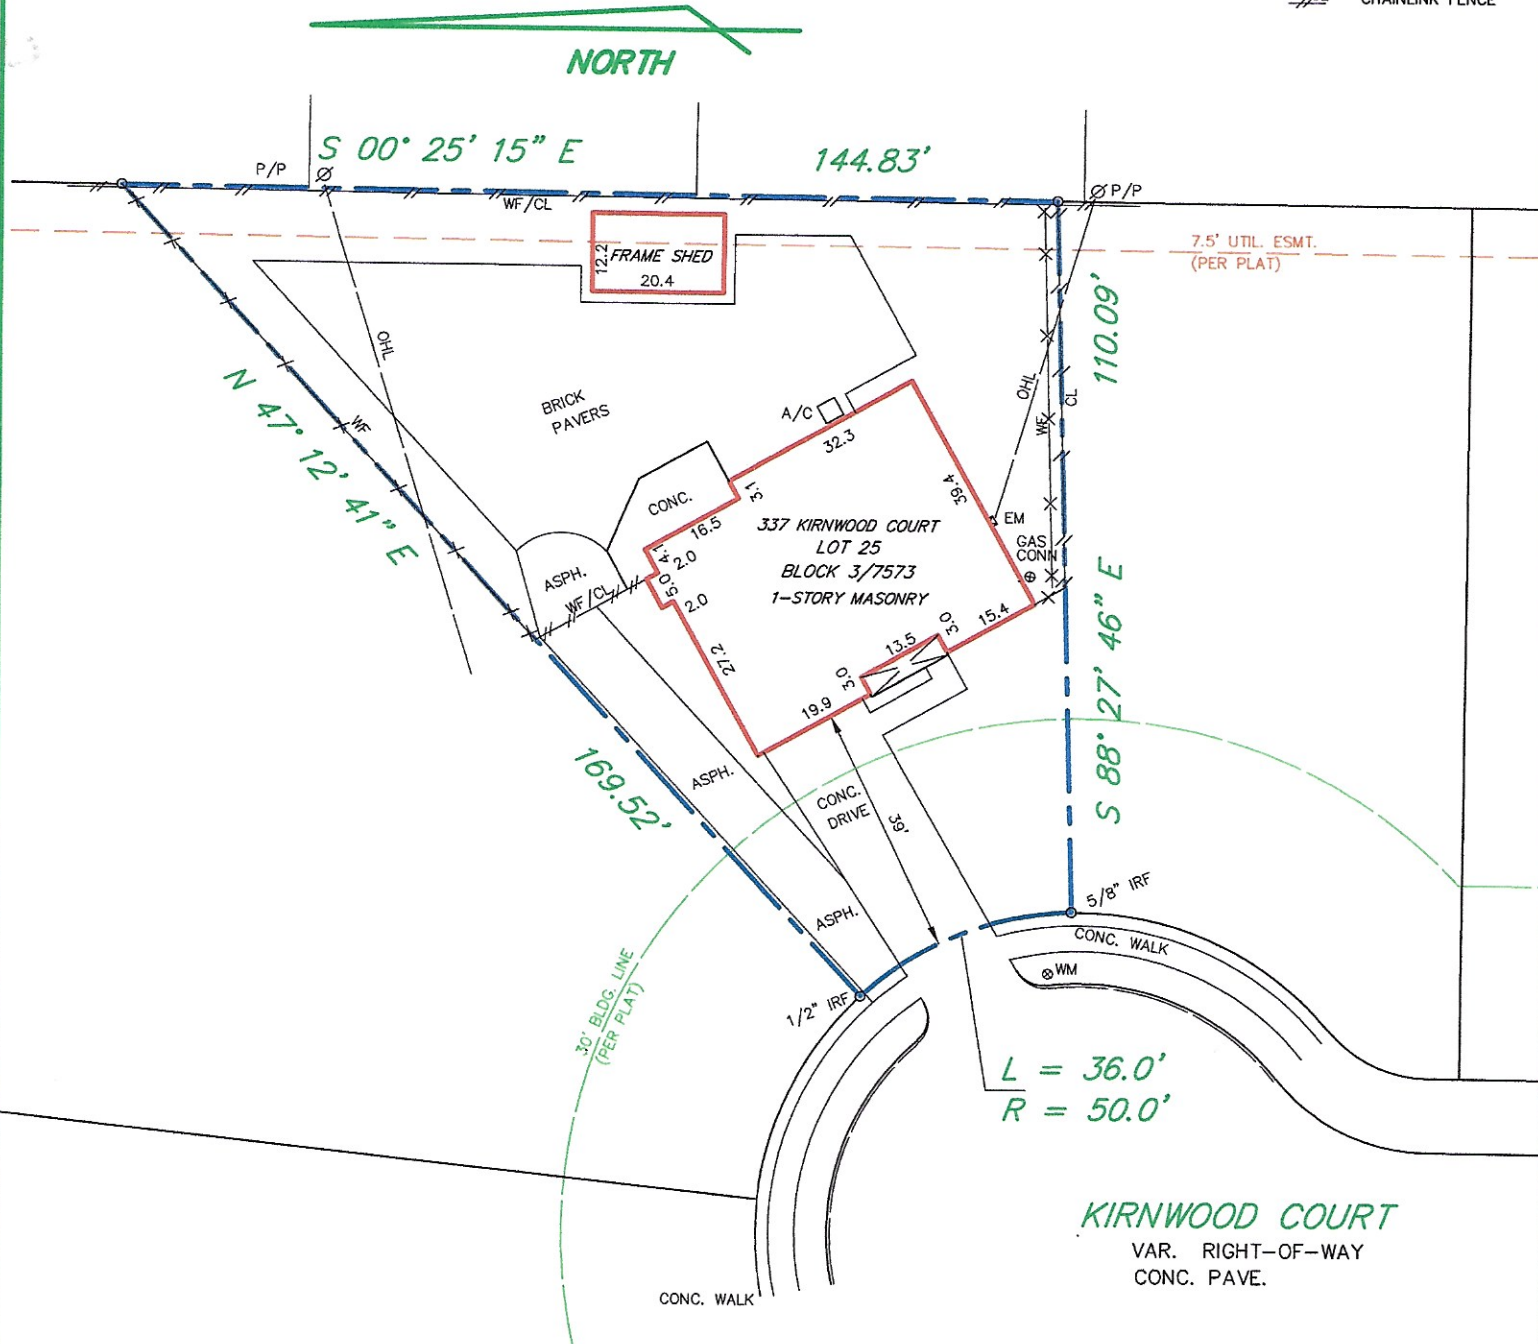 CHAINLINK FENCE
NORTH
S 00° 25' 15" E
144.83'
P/P
P/P
WF/CL
7.5' UTIL. ESMT.
(PER PLAT)
FRAME SHED
12.2
20.4
OHL
110.09'
N 47° 12' 41" E
WF
BRICK
PAVERS
A/C
32.3
OHL
CL
WF
3.1
39.4
CONC.
16.5
EM
GAS
CONN
337 KIRNWOOD COURT
LOT 25
BLOCK 3/7573
1-STORY MASONRY
4.1
2.0
5.0
2.0
ASPH.
WF/CL
27.2
15.4
3.0
13.5
3.0
19.9
S 88° 27' 46" E
169.52'
ASPH.
CONC.
DRIVE
39'
5/8" IRF
ASPH.
CONC. WALK
WM
1/2" IRF
30' BLDG. LINE
(PER PLAT)
L = 36.0'
R = 50.0'
KIRNWOOD COURT
VAR. RIGHT-OF-WAY
CONC. PAVE.
CONC. WALK